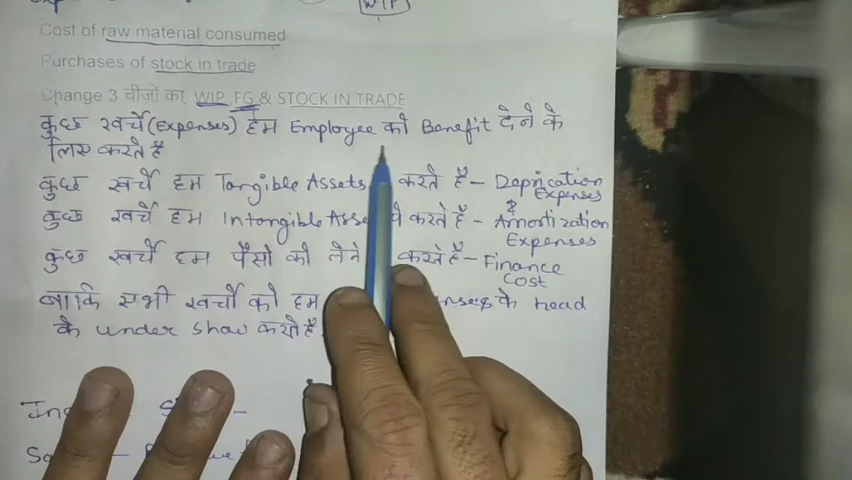 WIP
Cost of raw material consumed
Purchases of stock in trade
Change 3 चीज़ो का WIP, FG & STOCK IN TRADE
कुछ खर्चे (Expenses) हम Employee को Benefit देने के
लिए करते है
कुछ खर्चे हम Tangible Assets करते है - Deprication Expenses
&
कुछ खर्चे हम Intangible पे करते है - Amortization Expenses
कुछ खर्चे हम पैसो को लेने करते है - Finance Cost
बाकि सभी खर्चो को हम के head
के under show करते है